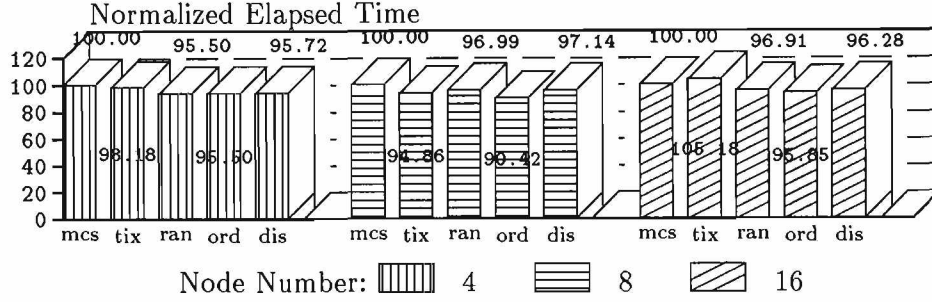 Normalized Elapsed Time
100.00 95.50 95.72 100.00 96.99 97.14 100.00 96.91 96.28
120
100
80
60
98.18 95.50 94.86 90.42 105.18 95.85
40
20
0
mcs tix ran ord dis mcs tix ran ord dis mcs tix ran ord dis
Node Number: 4 8 16